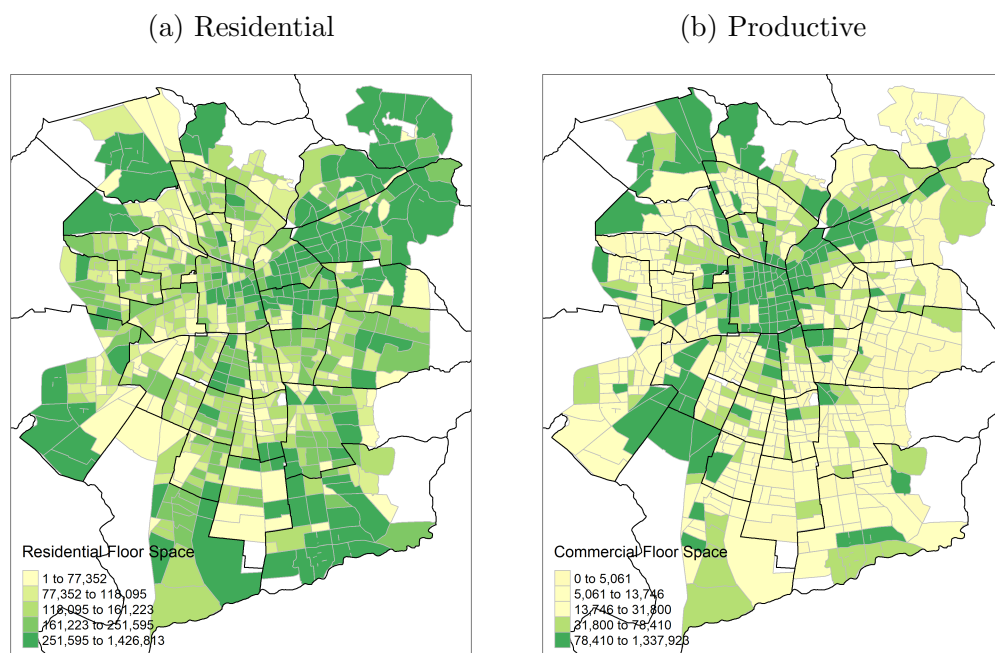 (a) Residential
(b) Productive
Residential Floor Space
1 to 77,352
77,352 to 118,095
118,095 to 161,223
161,223 to 251,595
251,595 to 1,426,813
Commercial Floor Space
0 to 5,061
5,061 to 13,746
13,746 to 31,800
31,800 to 78,410
78,410 to 1,337,923